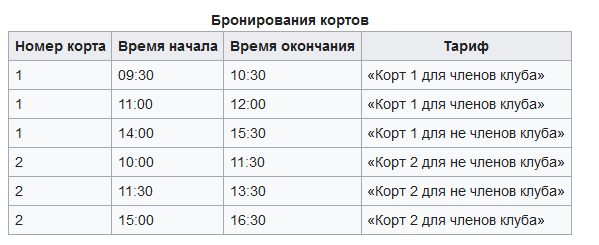 Бронирования кортов
Номер корта Время начала Время окончания Тариф
1 09:30 10:30 «Корт 1 для членов клуба»
1 11:00 12:00 «Корт 1 для членов клуба»
1 14:00 15:30 «Корт 1 для не членов клуба»
2 10:00 11:30 «Корт 2 для не членов клуба»
2 11:30 13:30 «Корт 2 для не членов клуба»
2 15:00 16:30 «Корт 2 для членов клуба»